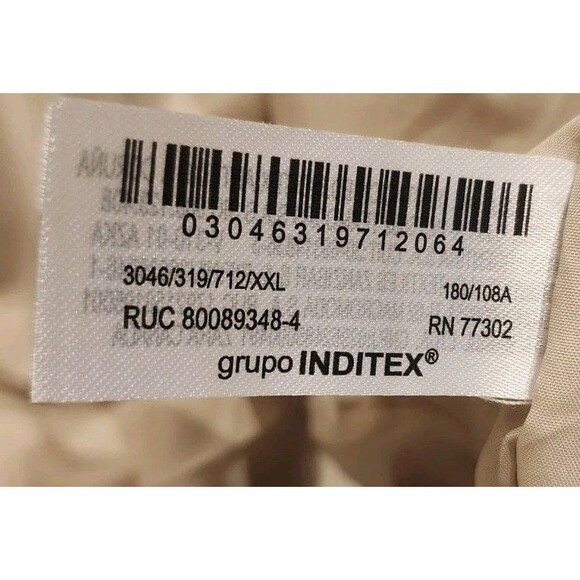 03046319712064
3046/319/712/XXL 180/108A
RUC 80089348-4 RN 77302
grupo INDITEX®